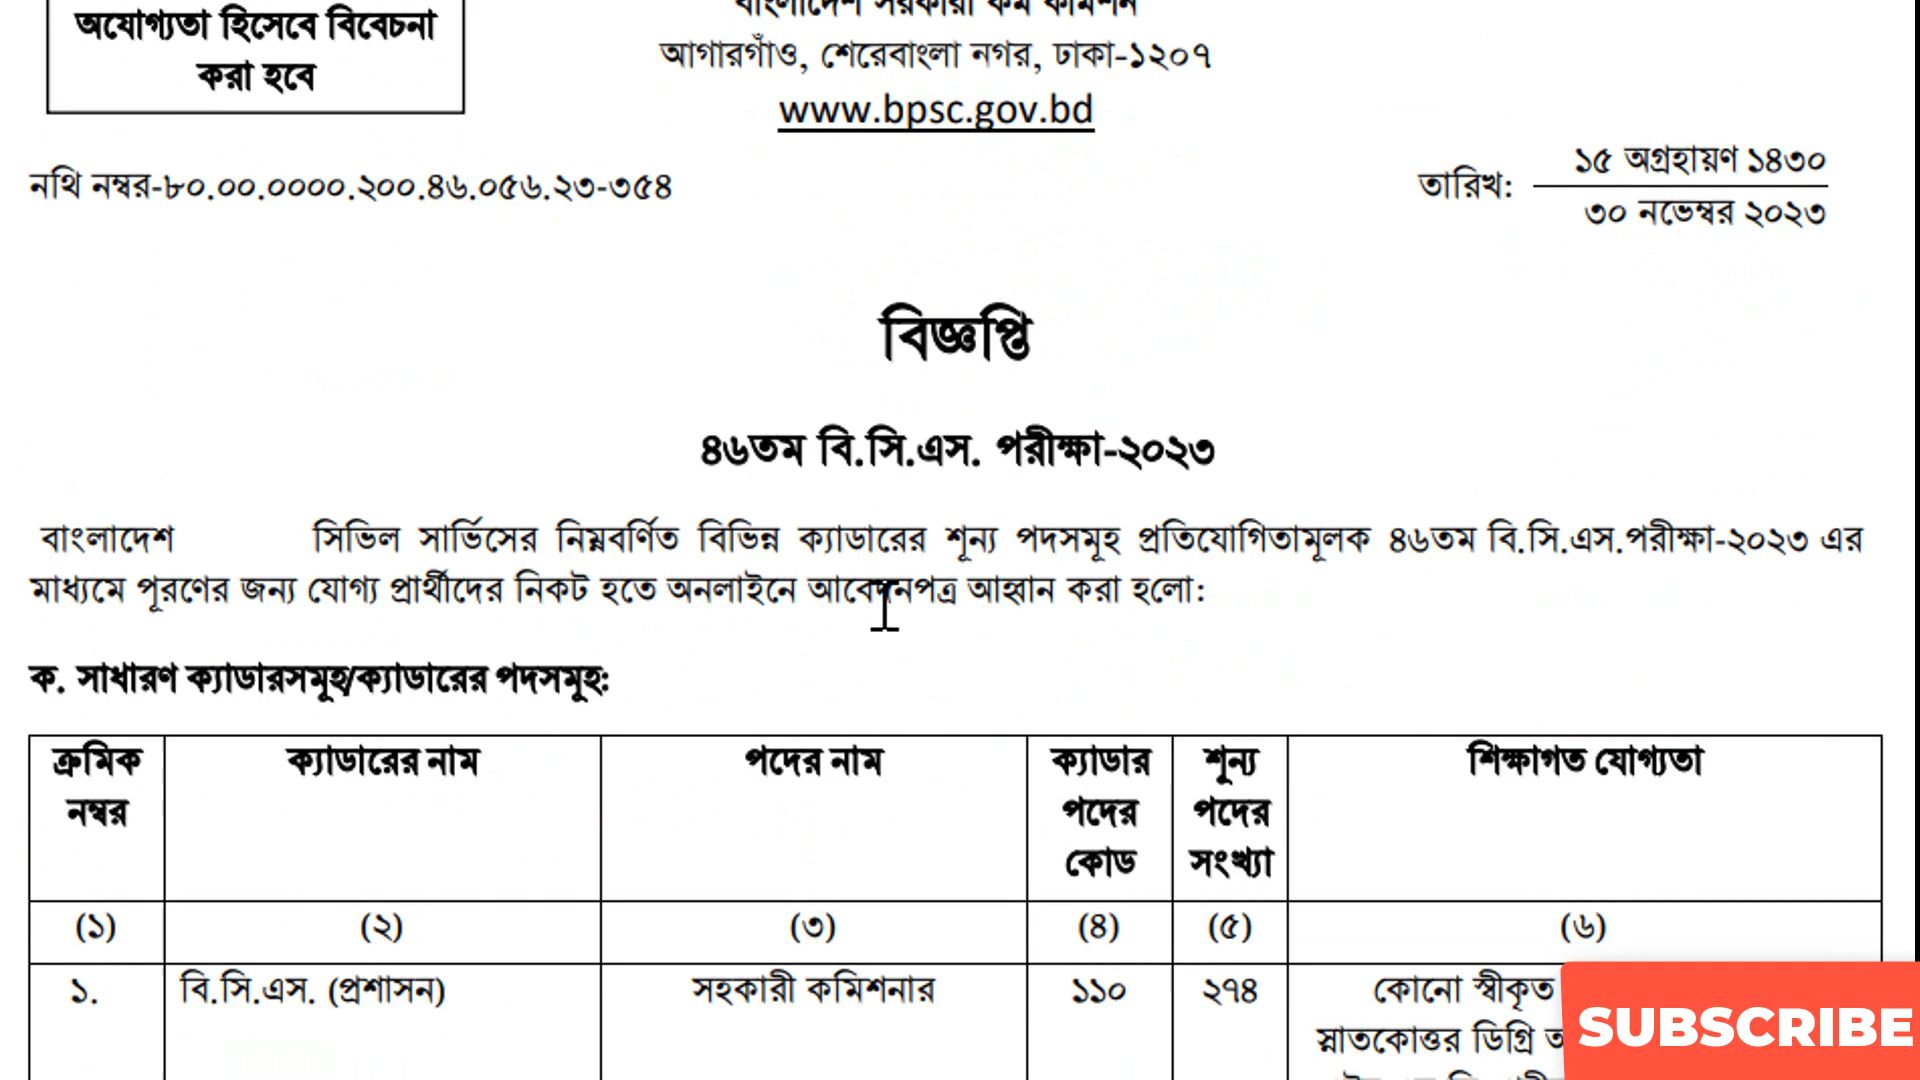 অযোগ্যতা হিসেবে বিবেচনা
করা হবে
বাংলাদেশ সরকারী কর্ম কমিশন
আগারগাঁও, শেরেবাংলা নগর, ঢাকা-১২০৭
www.bpsc.gov.bd
নথি নম্বর-৮০.০০.০০০০.২০০.৪৬.০৫৬.২৩-৩৫৪
তারিখ:
১৫ অগ্রহায়ণ ১৪৩০
৩০ নভেম্বর ২০২৩
বিজ্ঞপ্তি
৪৬তম বি.সি.এস. পরীক্ষা-২০২৩
বাংলাদেশ সিভিল সার্ভিসের নিম্নবর্ণিত বিভিন্ন ক্যাডারের শূন্য পদসমূহ প্রতিযোগিতামূলক ৪৬তম বি.সি.এস.পরীক্ষা-২০২৩ এর
মাধ্যমে পূরণের জন্য যোগ্য প্রার্থীদের নিকট হতে অনলাইনে আবেদনপত্র আহ্বান করা হলো:
ক. সাধারণ ক্যাডারসমূহ/ক্যাডারের পদসমূহ:
ক্রমিক নম্বর ক্যাডারের নাম পদের নাম ক্যাডার পদের কোড শূন্য পদের সংখ্যা শিক্ষাগত যোগ্যতা
(১) (২) (৩) (৪) (৫) (৬)
১. বি.সি.এস. (প্রশাসন) সহকারী কমিশনার ১১০ ২৭৪ কোনো স্বীকৃত
স্নাতকোত্তর ডিগ্রি
SUBSCRIBE